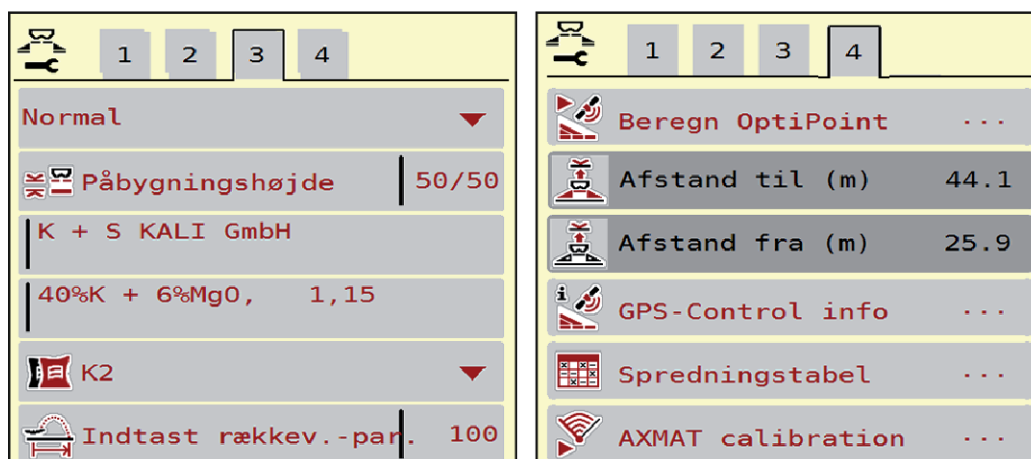 1 2 3 4
Normal
Påbygningshøjde 50/50
K + S KALI GmbH
40%K + 6%MgO, 1,15
K2
Indtast rækkev.-par. 100
1 2 3 4
Beregn OptiPoint ...
Afstand til (m) 44.1
Afstand fra (m) 25.9
i
GPS-Control info ...
Spredningstabel ...
AXMAT calibration ...